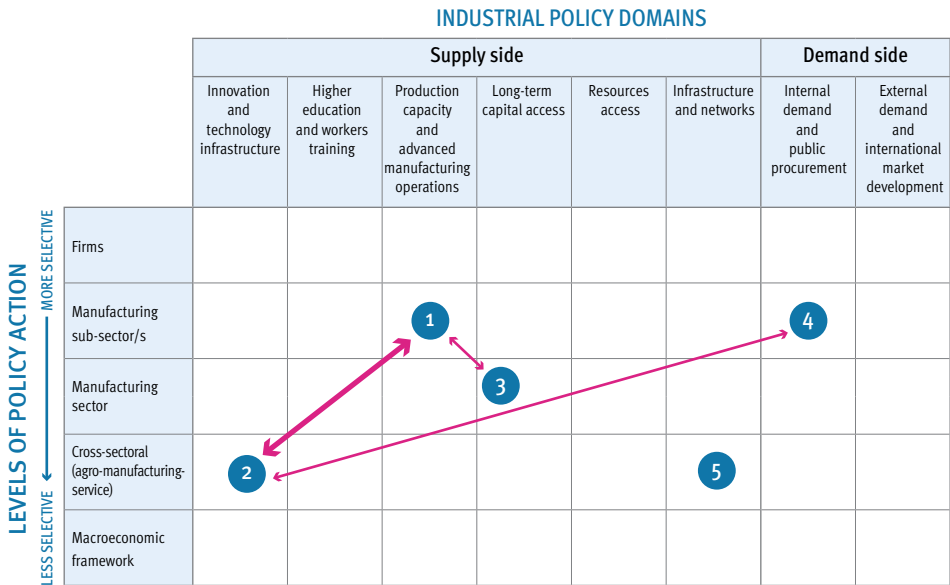 INDUSTRIAL POLICY DOMAINS
Supply side
Demand side
Innovation
and
technology
infrastructure
Higher
education
and workers
training
Production
capacity
and
advanced
manufacturing
operations
Long-term
capital access
Resources
access
Infrastructure
and networks
Internal
demand
and
public
procurement
External
demand
and
international
market
development
LEVELS OF POLICY ACTION
MORE SELECTIVE
LESS SELECTIVE
Firms
Manufacturing
sub-sector/s
1
4
Manufacturing
sector
3
Cross-sectoral
(agro-manufacturing-
service)
2
5
Macroeconomic
framework